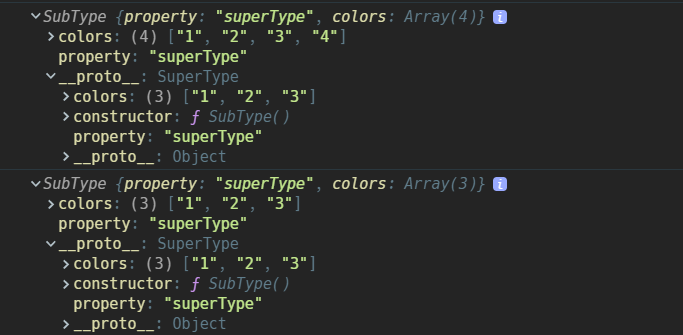 SubType {property: "superType", colors: Array(4)} i
colors: (4) ["1", "2", "3", "4"]
property: "superType"
__proto__: SuperType
colors: (3) ["1", "2", "3"]
constructor: ƒ SubType()
property: "superType"
__proto__: Object
SubType {property: "superType", colors: Array(3)} i
colors: (3) ["1", "2", "3"]
property: "superType"
__proto__: SuperType
colors: (3) ["1", "2", "3"]
constructor: ƒ SubType()
property: "superType"
__proto__: Object